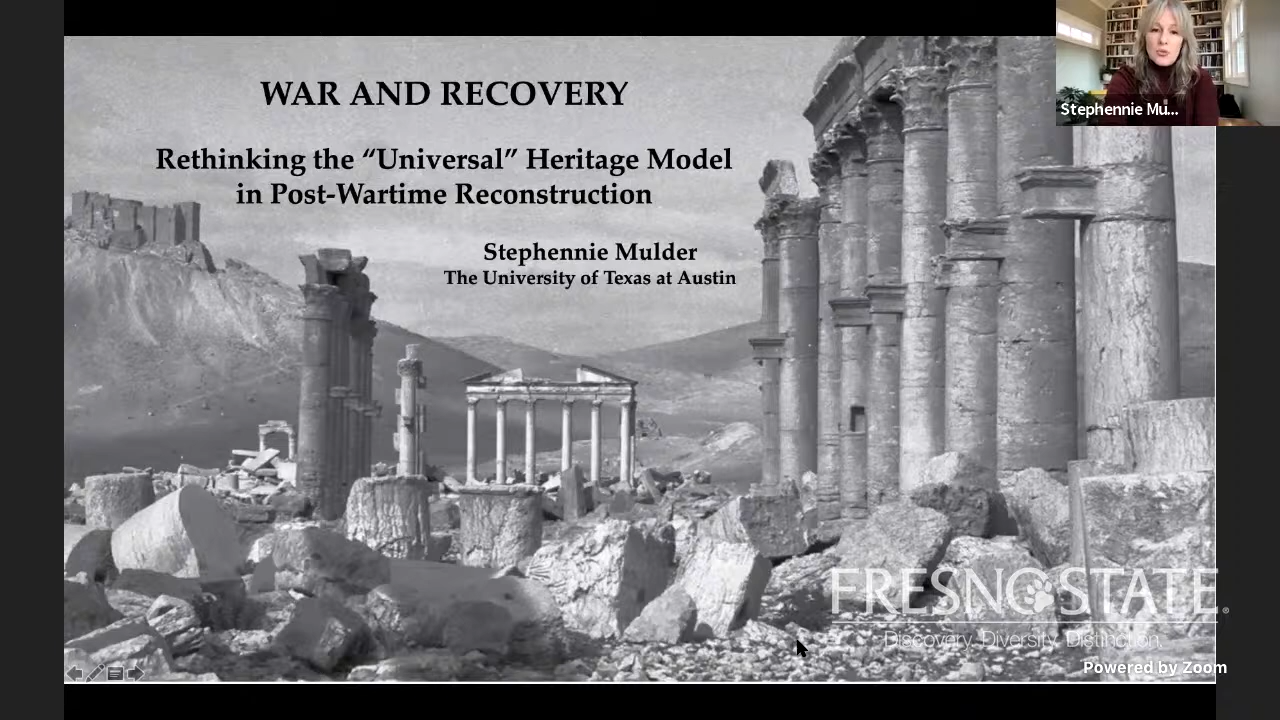 WAR AND RECOVERY
Rethinking the “Universal” Heritage Model
in Post-Wartime Reconstruction
Stephennie Mulder
The University of Texas at Austin
Stephennie Mu...
FRESNO STATE®
Discovery. Diversity. Distinction.
Powered by Zoom